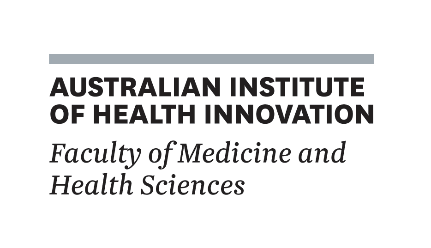 AUSTRALIAN INSTITUTE
OF HEALTH INNOVATION
Faculty of Medicine and
Health Sciences